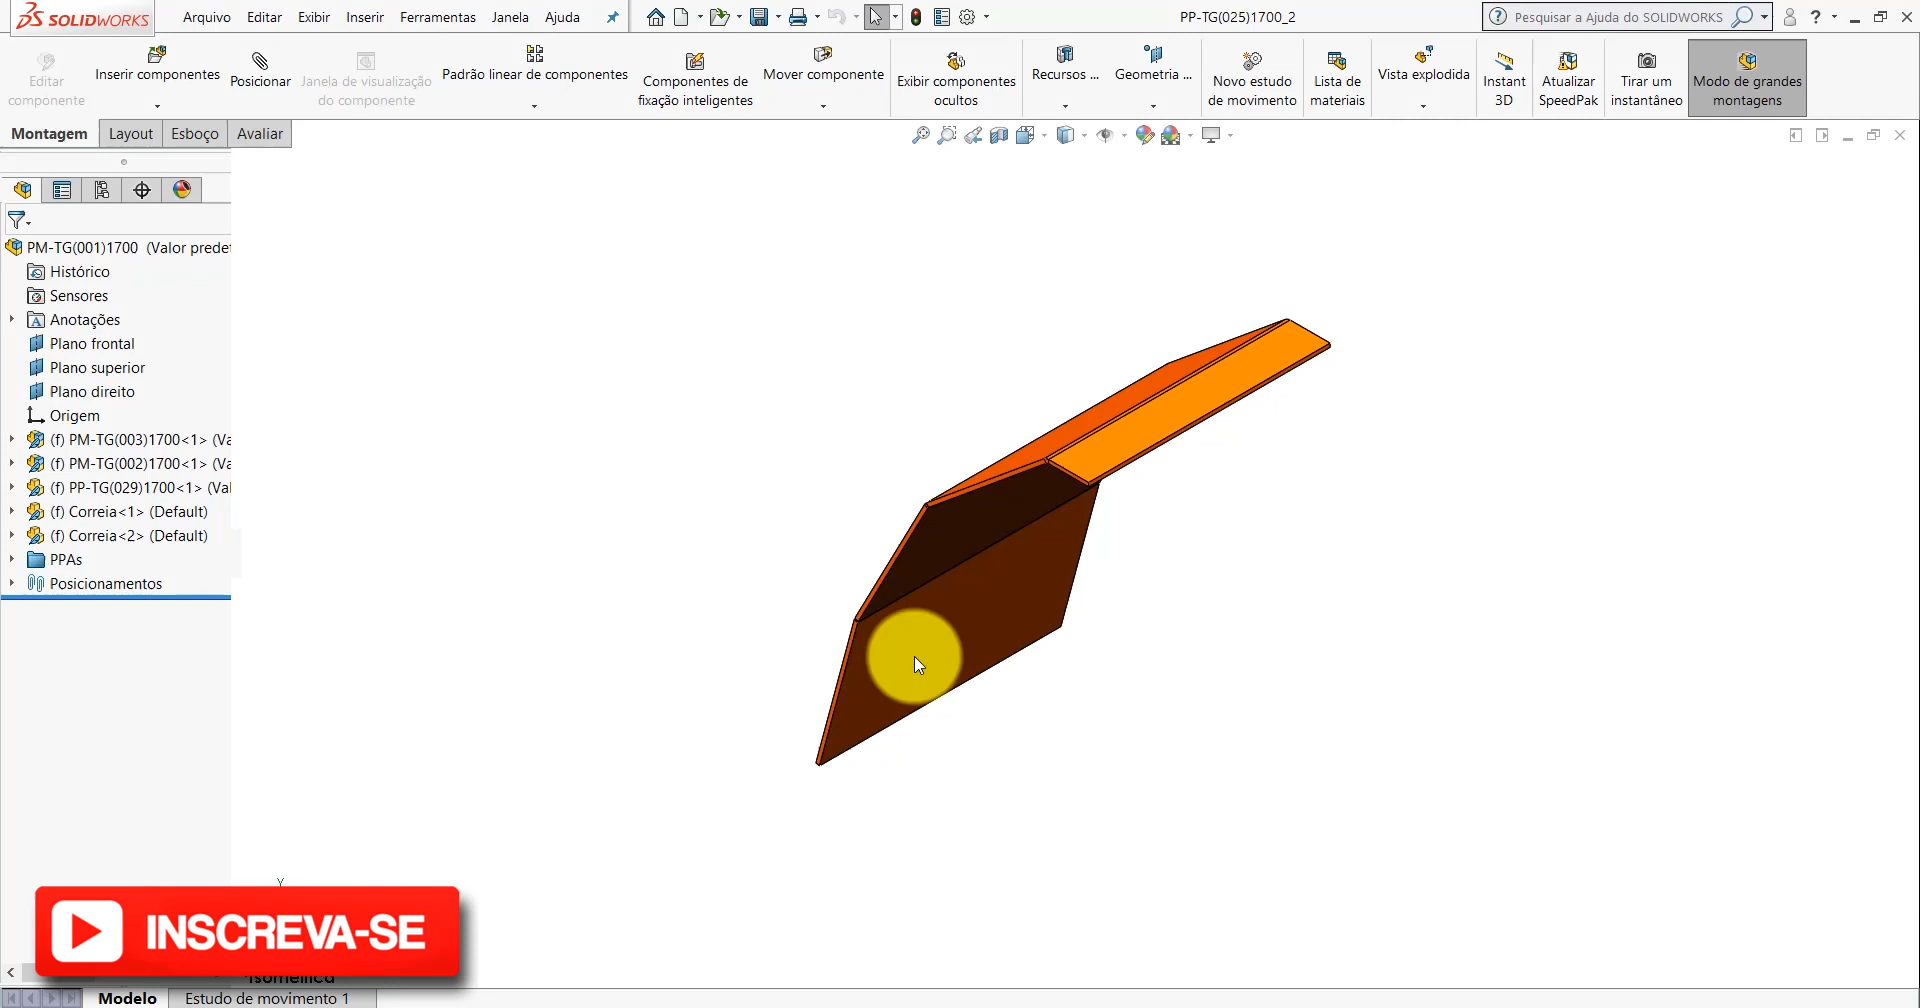 SOLIDWORKS
Arquivo Editar Exibir Inserir Ferramentas Janela Ajuda
PP-TG(025)1700_2
Pesquisar a Ajuda do SOLIDWORKS
Editar componente
Inserir componentes
Posicionar
Janela de visualização do componente
Padrão linear de componentes
Componentes de fixação inteligentes
Mover componente
Exibir componentes ocultos
Recursos ...
Geometria ...
Novo estudo de movimento
Lista de materiais
Vista explodida
Instant 3D
Atualizar SpeedPak
Tirar um instantâneo
Modo de grandes montagens
Montagem Layout Esboço Avaliar
PM-TG(001)1700 (Valor predet
Histórico
Sensores
Anotações
Plano frontal
Plano superior
Plano direito
Origem
(f) PM-TG(003)1700<1> (Va
(f) PM-TG(002)1700<1> (Va
(f) PP-TG(029)1700<1> (Val
(f) Correia<1> (Default)
(f) Correia<2> (Default)
PPAs
Posicionamentos
Y
INSCREVA-SE
*Isométrica
Modelo Estudo de movimento 1